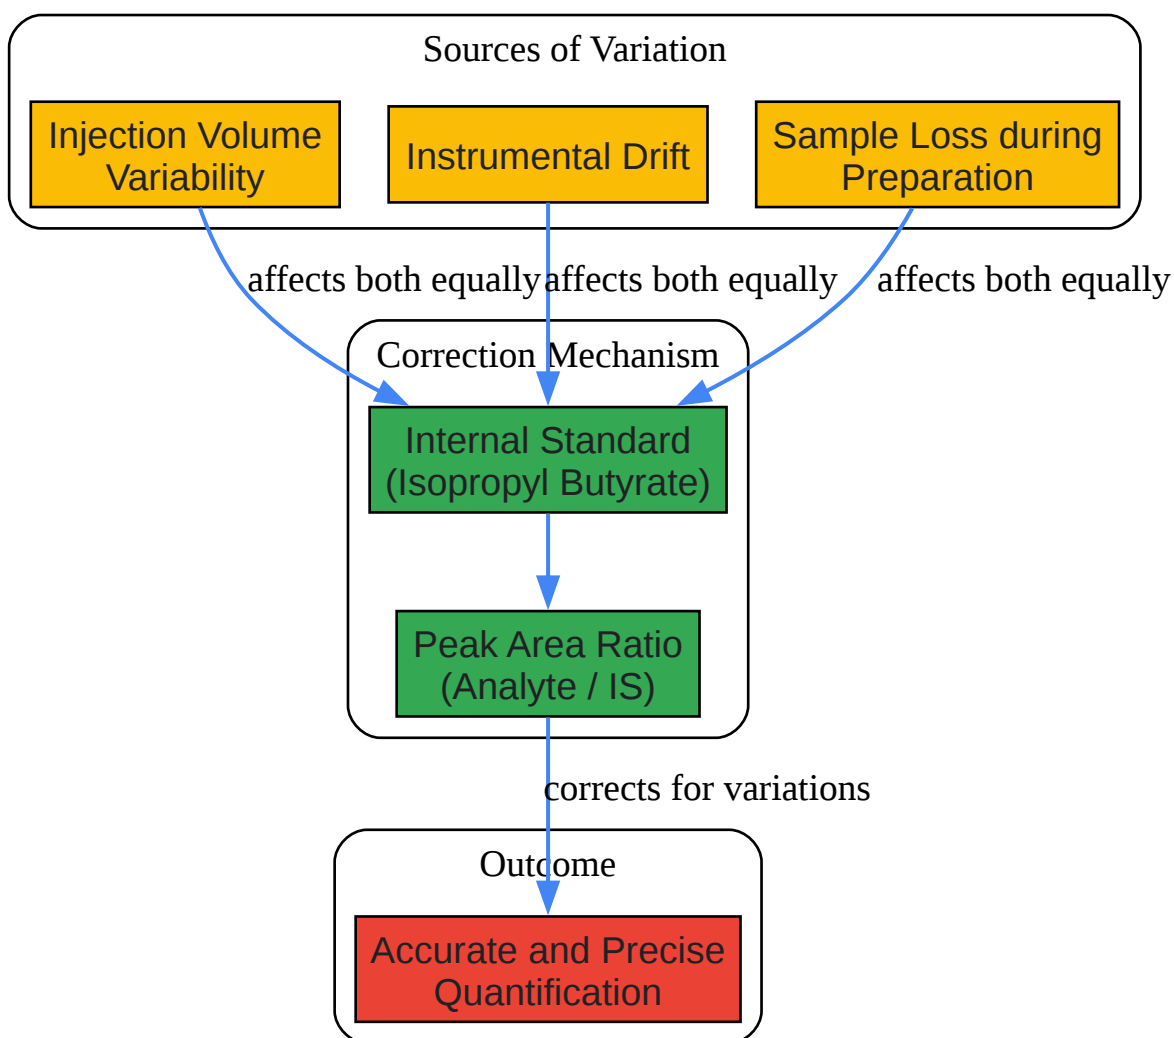 Sources of Variation
Injection Volume
Variability
Instrumental Drift
Sample Loss during
Preparation
affects both equally
affects both equally
affects both equally
Correction Mechanism
Internal Standard
(Isopropyl Butyrate)
Peak Area Ratio
(Analyte / IS)
corrects for variations
Outcome
Accurate and Precise
Quantification